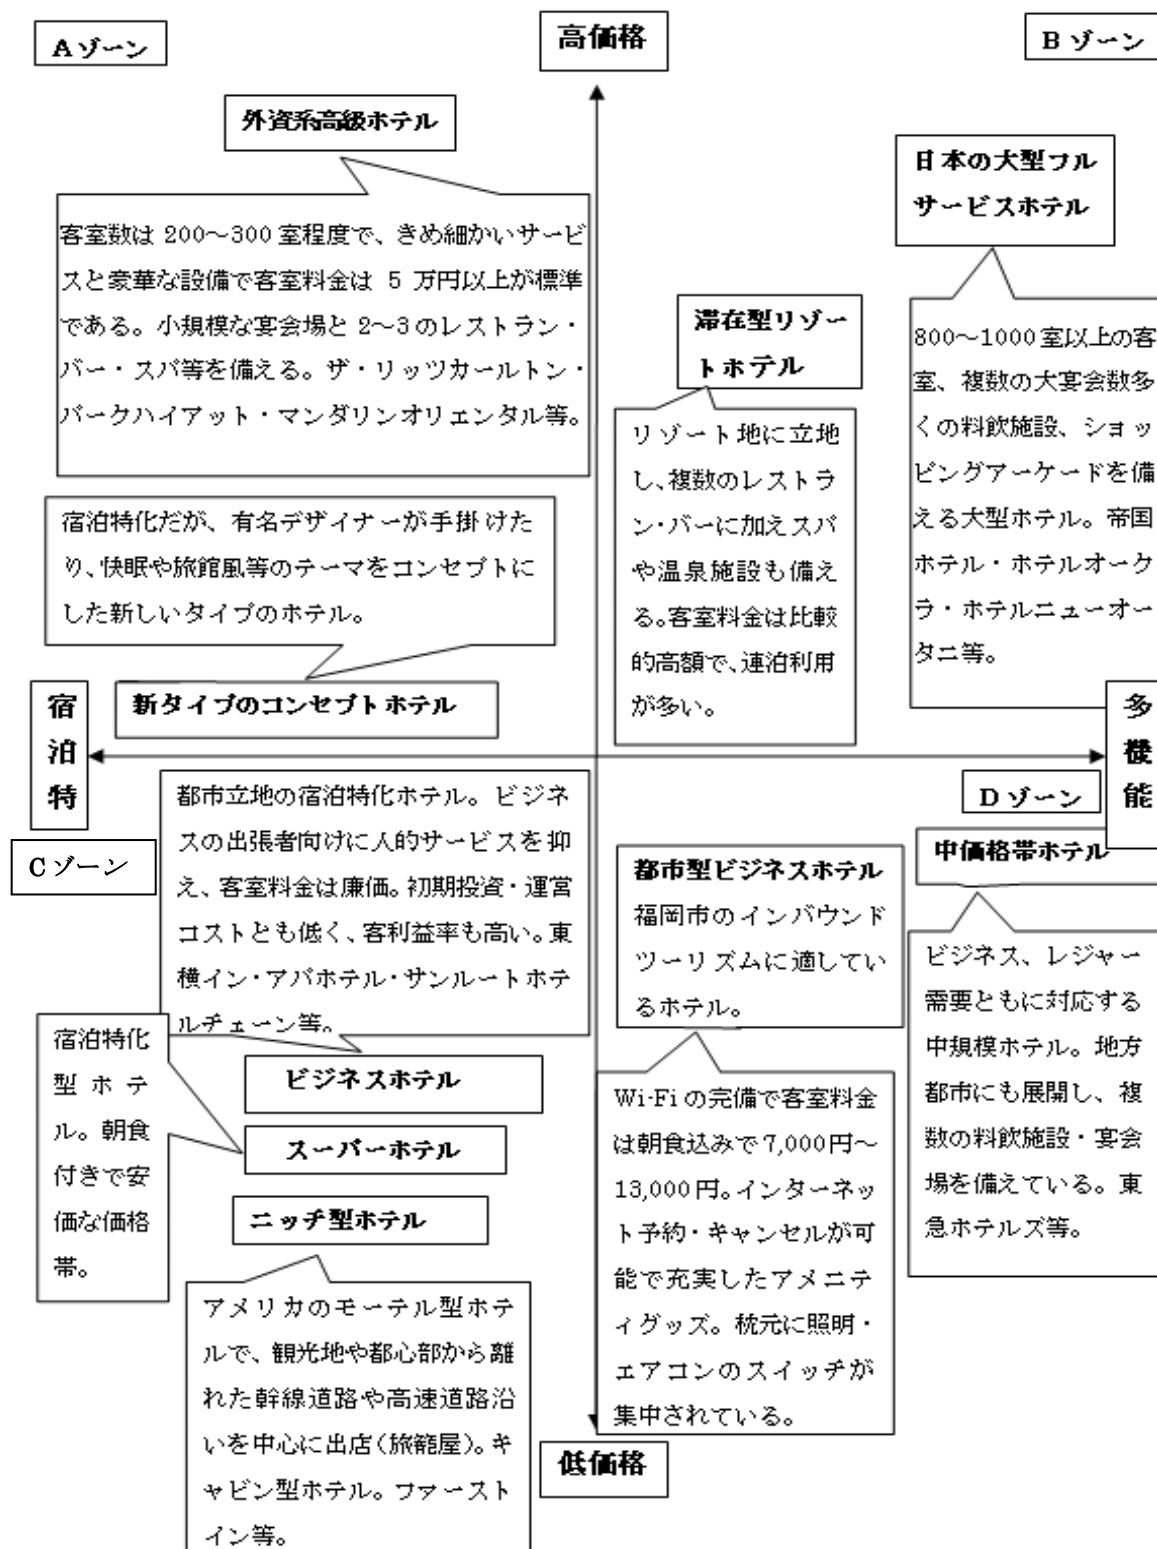 Aゾーン
高価格
Bゾーン
外資系高級ホテル
客室数は 200～300 室程度で、きめ細かいサービ
スと豪華な設備で客室料金は 5 万円以上が標準
である。小規模な宴会場と 2～3 のレストラン・
バー・スパ等を備える。ザ・リッツカールトン・
パークハイアット・マンダリンオリエンタル等。
日本の大型フル
サービスホテル
800～1000 室以上の客
室、複数の大宴会数多
くの料飲施設、ショッ
ピングアーケードを備
える大型ホテル。帝国
ホテル・ホテルオーク
ラ・ホテルニューオー
タニ等。
滞在型リゾー
トホテル
リゾート地に立地
し、複数のレストラ
ン・バーに加えスパ
や温泉施設も備え
る。客室料金は比較
的高額で、連泊利用
が多い。
宿泊特化だが、有名デザイナーが手掛けた
り、快眠や旅館風等のテーマをコンセプトに
した新しいタイプのホテル。
新タイプのコンセプトホテル
宿
泊
特
多
機
能
Cゾーン
Dゾーン
都市立地の宿泊特化ホテル。ビジネ
スの出張者向けに人的サービスを抑
え、客室料金は廉価。初期投資・運営
コストとも低く、客利益率も高い。東
横イン・アパホテル・サンルートホテ
ルチェーン等。
ビジネスホテル
宿泊特化
型ホテ
ル。朝食
付きで安
価な価格
帯。
スーパーホテル
ニッチ型ホテル
アメリカのモーテル型ホテ
ルで、観光地や都心部から離
れた幹線道路や高速道路沿
いを中心に出店(旅籠屋)。キ
ャビン型ホテル。ファースト
イン等。
都市型ビジネスホテル
福岡市のインバウンド
ツーリズムに適してい
るホテル。
Wi-Fi の完備で客室料金
は朝食込みで 7,000 円～
13,000 円。インターネッ
ト予約・キャンセルが可
能で充実したアメニテ
ィグッズ。枕元に照明・
エアコンのスイッチが
集中されている。
中価格帯ホテル
ビジネス、レジャー
需要ともに対応する
中規模ホテル。地方
都市にも展開し、複
数の料飲施設・宴会
場を備えている。東
急ホテルズ等。
低価格